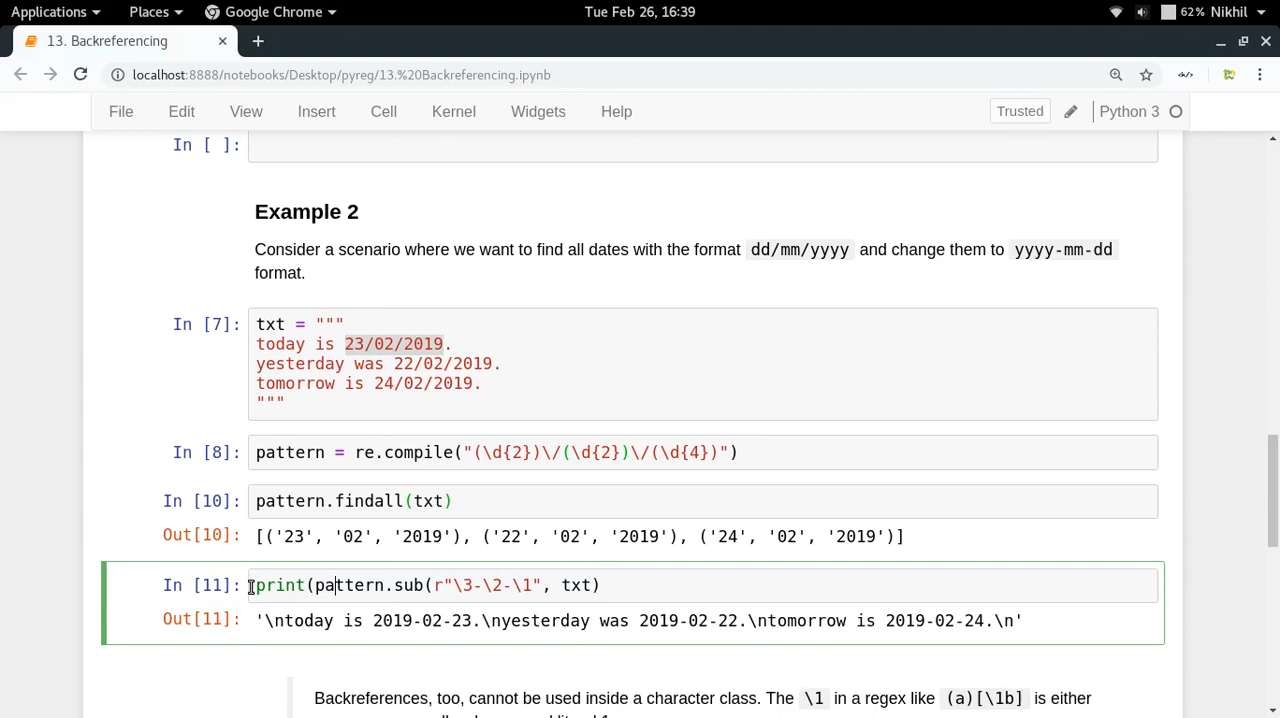 Applications
Places
Google Chrome
Tue Feb 26, 16:39
62%
Nikhil
13. Backreferencing
localhost:8888/notebooks/Desktop/pyreg/13.%20Backreferencing.ipynb
File
Edit
View
Insert
Cell
Kernel
Widgets
Help
Trusted
Python 3
In [ ]:
Example 2
Consider a scenario where we want to find all dates with the format dd/mm/yyyy and change them to yyyy-mm-dd
format.
In [7]: txt = """
today is 23/02/2019.
yesterday was 22/02/2019.
tomorrow is 24/02/2019.
"""
In [8]: pattern = re.compile("(\d{2})\/(\d{2})\/(\d{4})")
In [10]: pattern.findall(txt)
Out[10]: [('23', '02', '2019'), ('22', '02', '2019'), ('24', '02', '2019')]
In [11]: print(pattern.sub(r"\3-\2-\1", txt)
Out[11]: '\ntoday is 2019-02-23.\nyesterday was 2019-02-22.\ntomorrow is 2019-02-24.\n'
Backreferences, too, cannot be used inside a character class. The \1 in a regex like (a)[\1b] is either